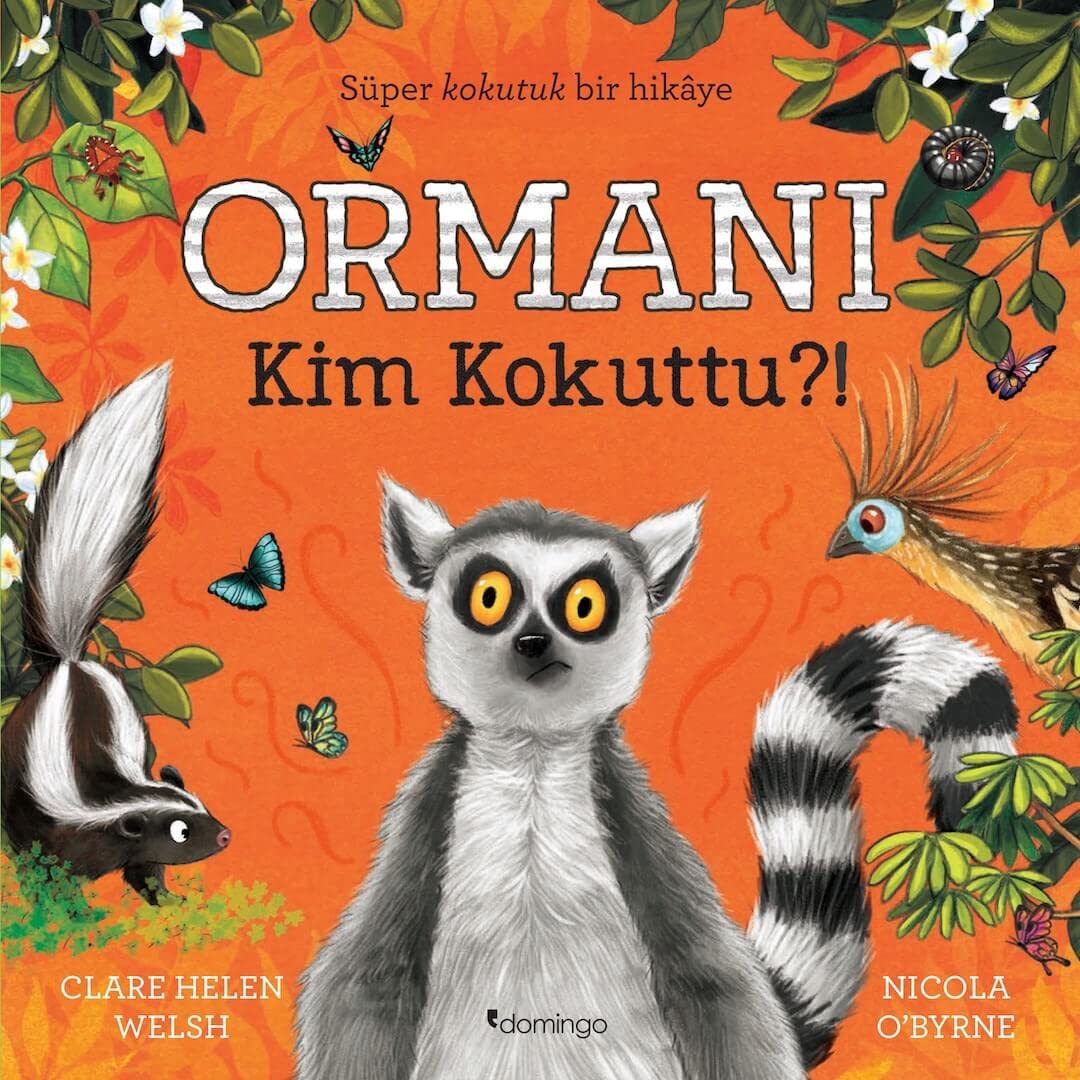 Süper kokutuk bir hikâye
ORMANI
Kim Kokuttu?!
CLARE HELEN
WELSH
domingo
NICOLA
O'BYRNE